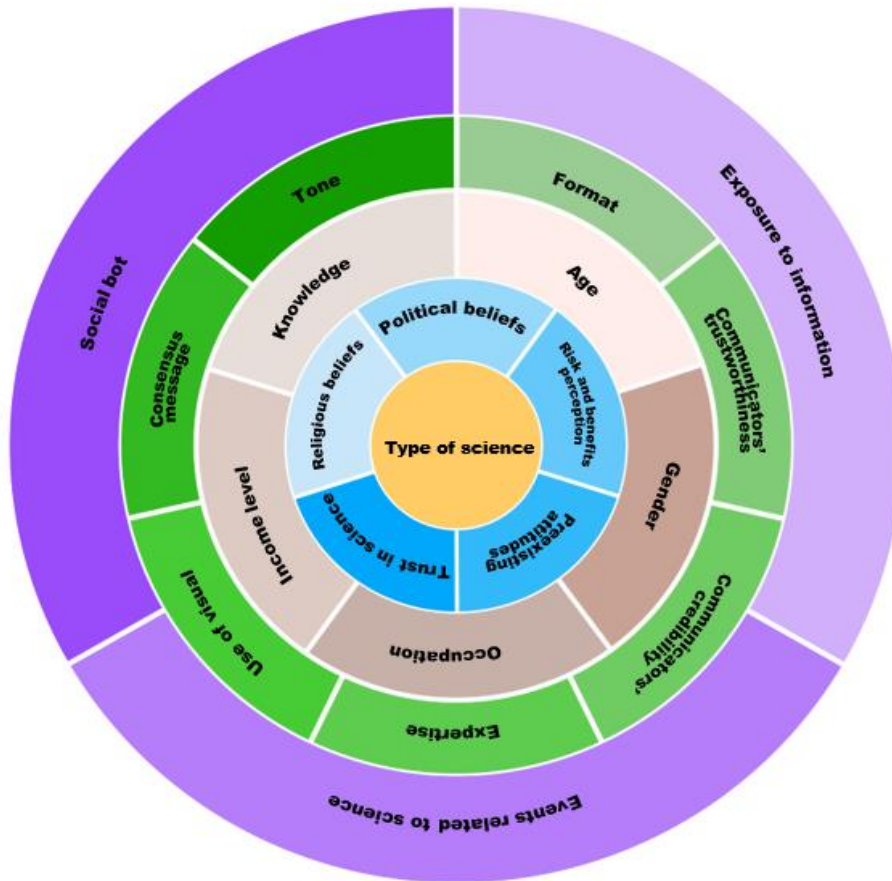 Social bot
Exposure to information
Events related to science
Tone
Format
Communicators'
trustworthiness
Communicators'
credibility
Expertise
Use of visual
Consensus
message
Knowledge
Age
Gender
Occupation
Income level
Political beliefs
Risk and benefits
perception
Preexisting
attitudes
Trust in science
Religious beliefs
Type of science